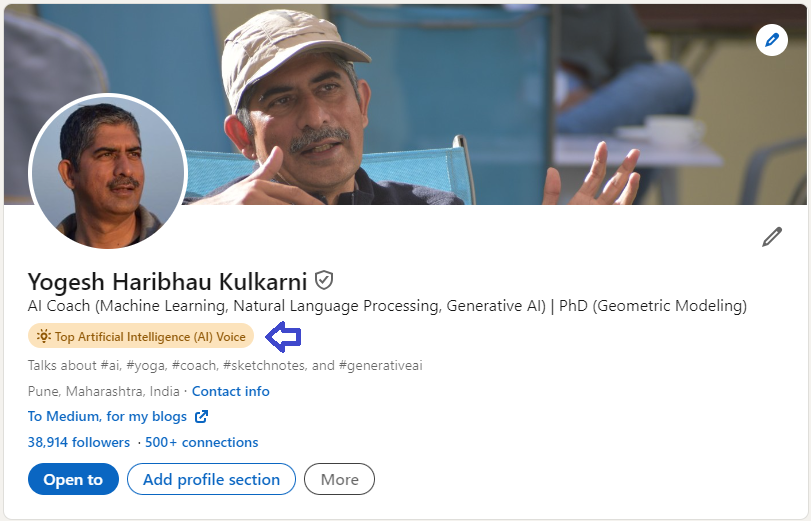 Yogesh Haribhau Kulkarni
AI Coach (Machine Learning, Natural Language Processing, Generative AI) | PhD (Geometric Modeling)
Top Artificial Intelligence (AI) Voice
Talks about #ai, #yoga, #coach, #sketchnotes, and #generativeai
Pune, Maharashtra, India · Contact info
To Medium, for my blogs
38,914 followers · 500+ connections
Open to Add profile section More